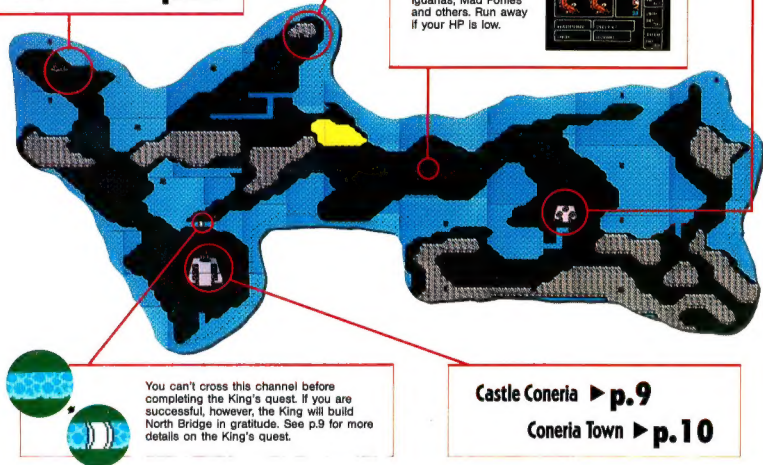 Iguanas, Mad Ponies
and others. Run away
if your HP is low.
You can't cross this channel before
completing the King's quest. If you are
successful, however, the King will build
North Bridge in gratitude. See p.9 for more
details on the King's quest.
Castle Coneria ▶ p.9
Coneria Town ▶ p.10